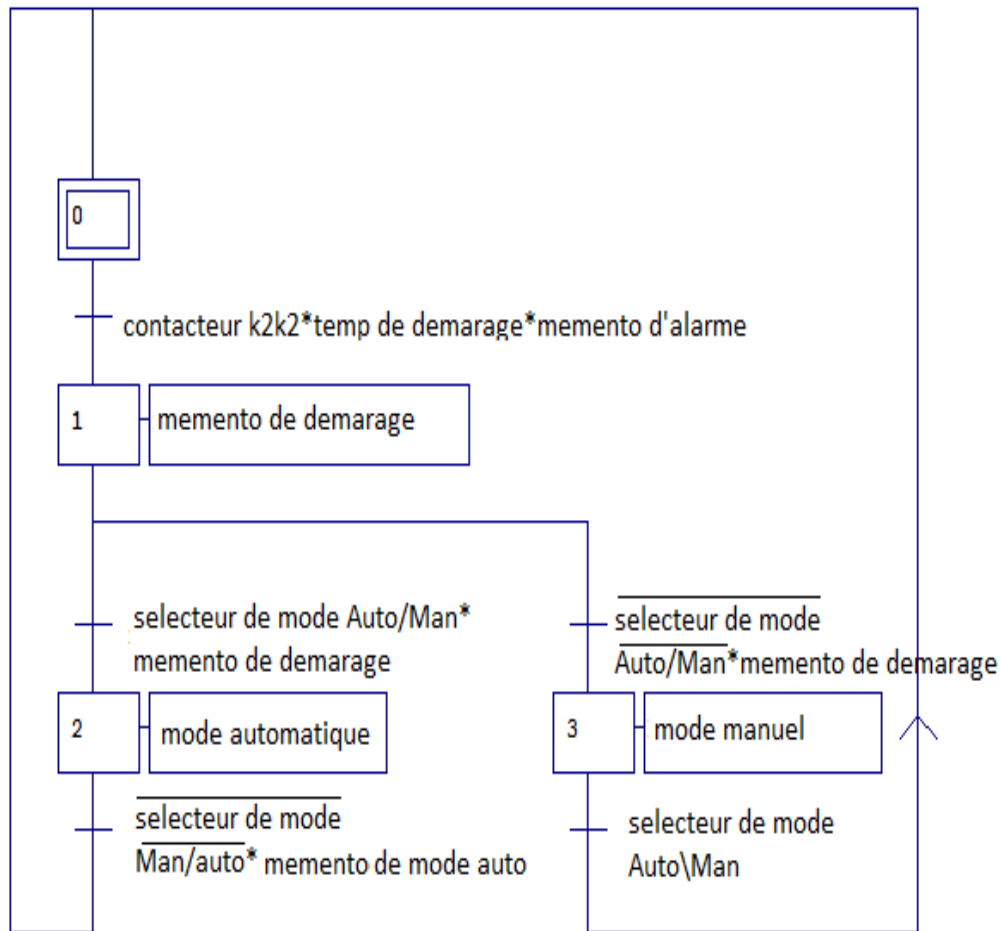 0
contacteur k2k2*temp de demarage*memento d'alarme
1
memento de demarage
selecteur de mode Auto/Man*
memento de demarage
selecteur de mode
Auto/Man*memento de demarage
2
mode automatique
3
mode manuel
selecteur de mode
Man/auto* memento de mode auto
selecteur de mode
Auto\Man